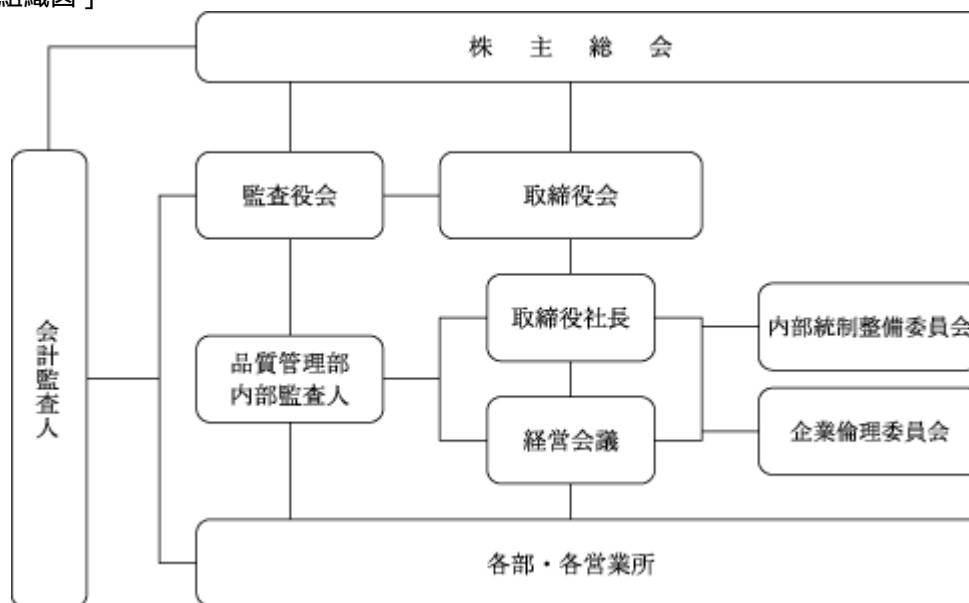 組織図］
株主総会
監査役会
取締役会
会計監査人
取締役社長
内部統制整備委員会
品質管理部
内部監査人
経営会議
企業倫理委員会
各部・各営業所